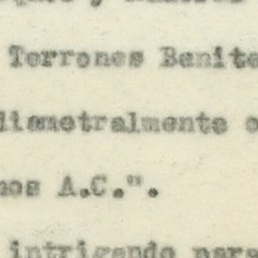 Terrones Benite
diametralmente o
nos A.C.".
intrigando para